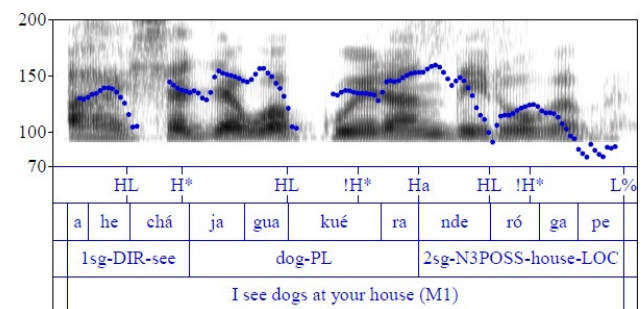 200
150
100
70
HL H* HL !H* Ha HL !H* L%
a he chá ja gua kué ra nde ró ga pe
1sg-DIR-see dog-PL 2sg-N3POSS-house-LOC
I see dogs at your house (M1)